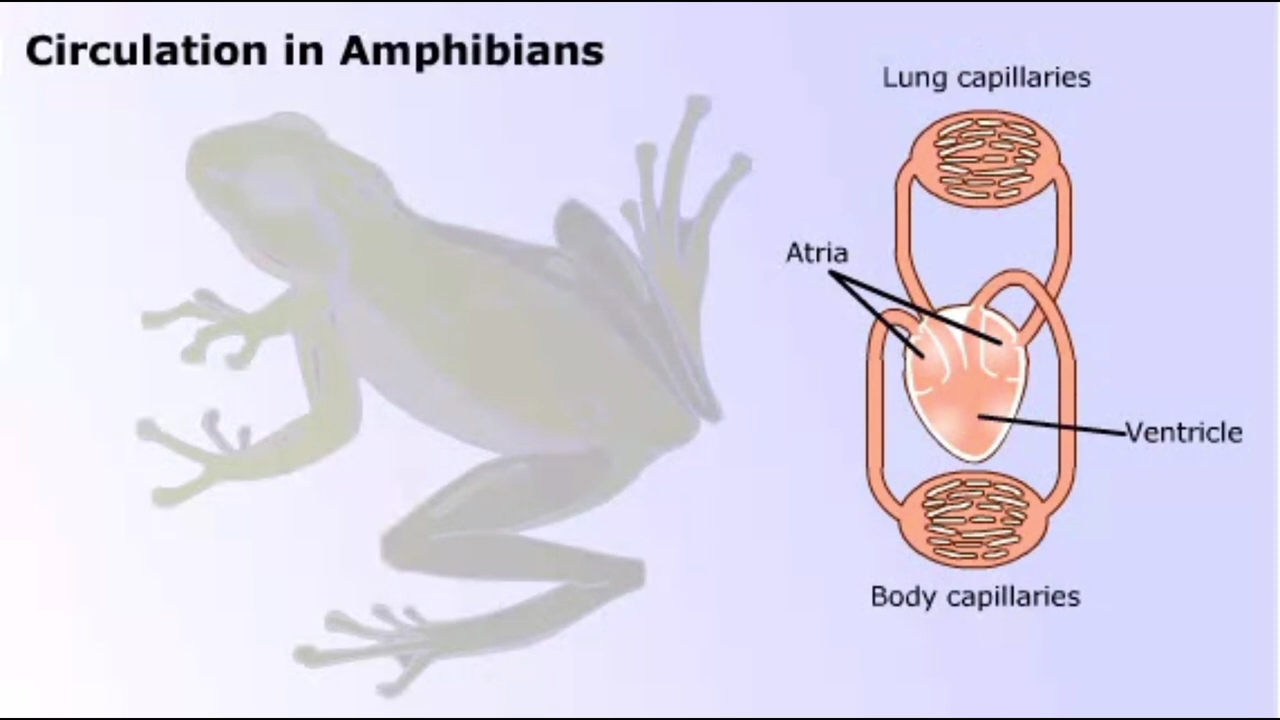 Circulation in Amphibians
Lung capillaries
Atria
Ventricle
Body capillaries